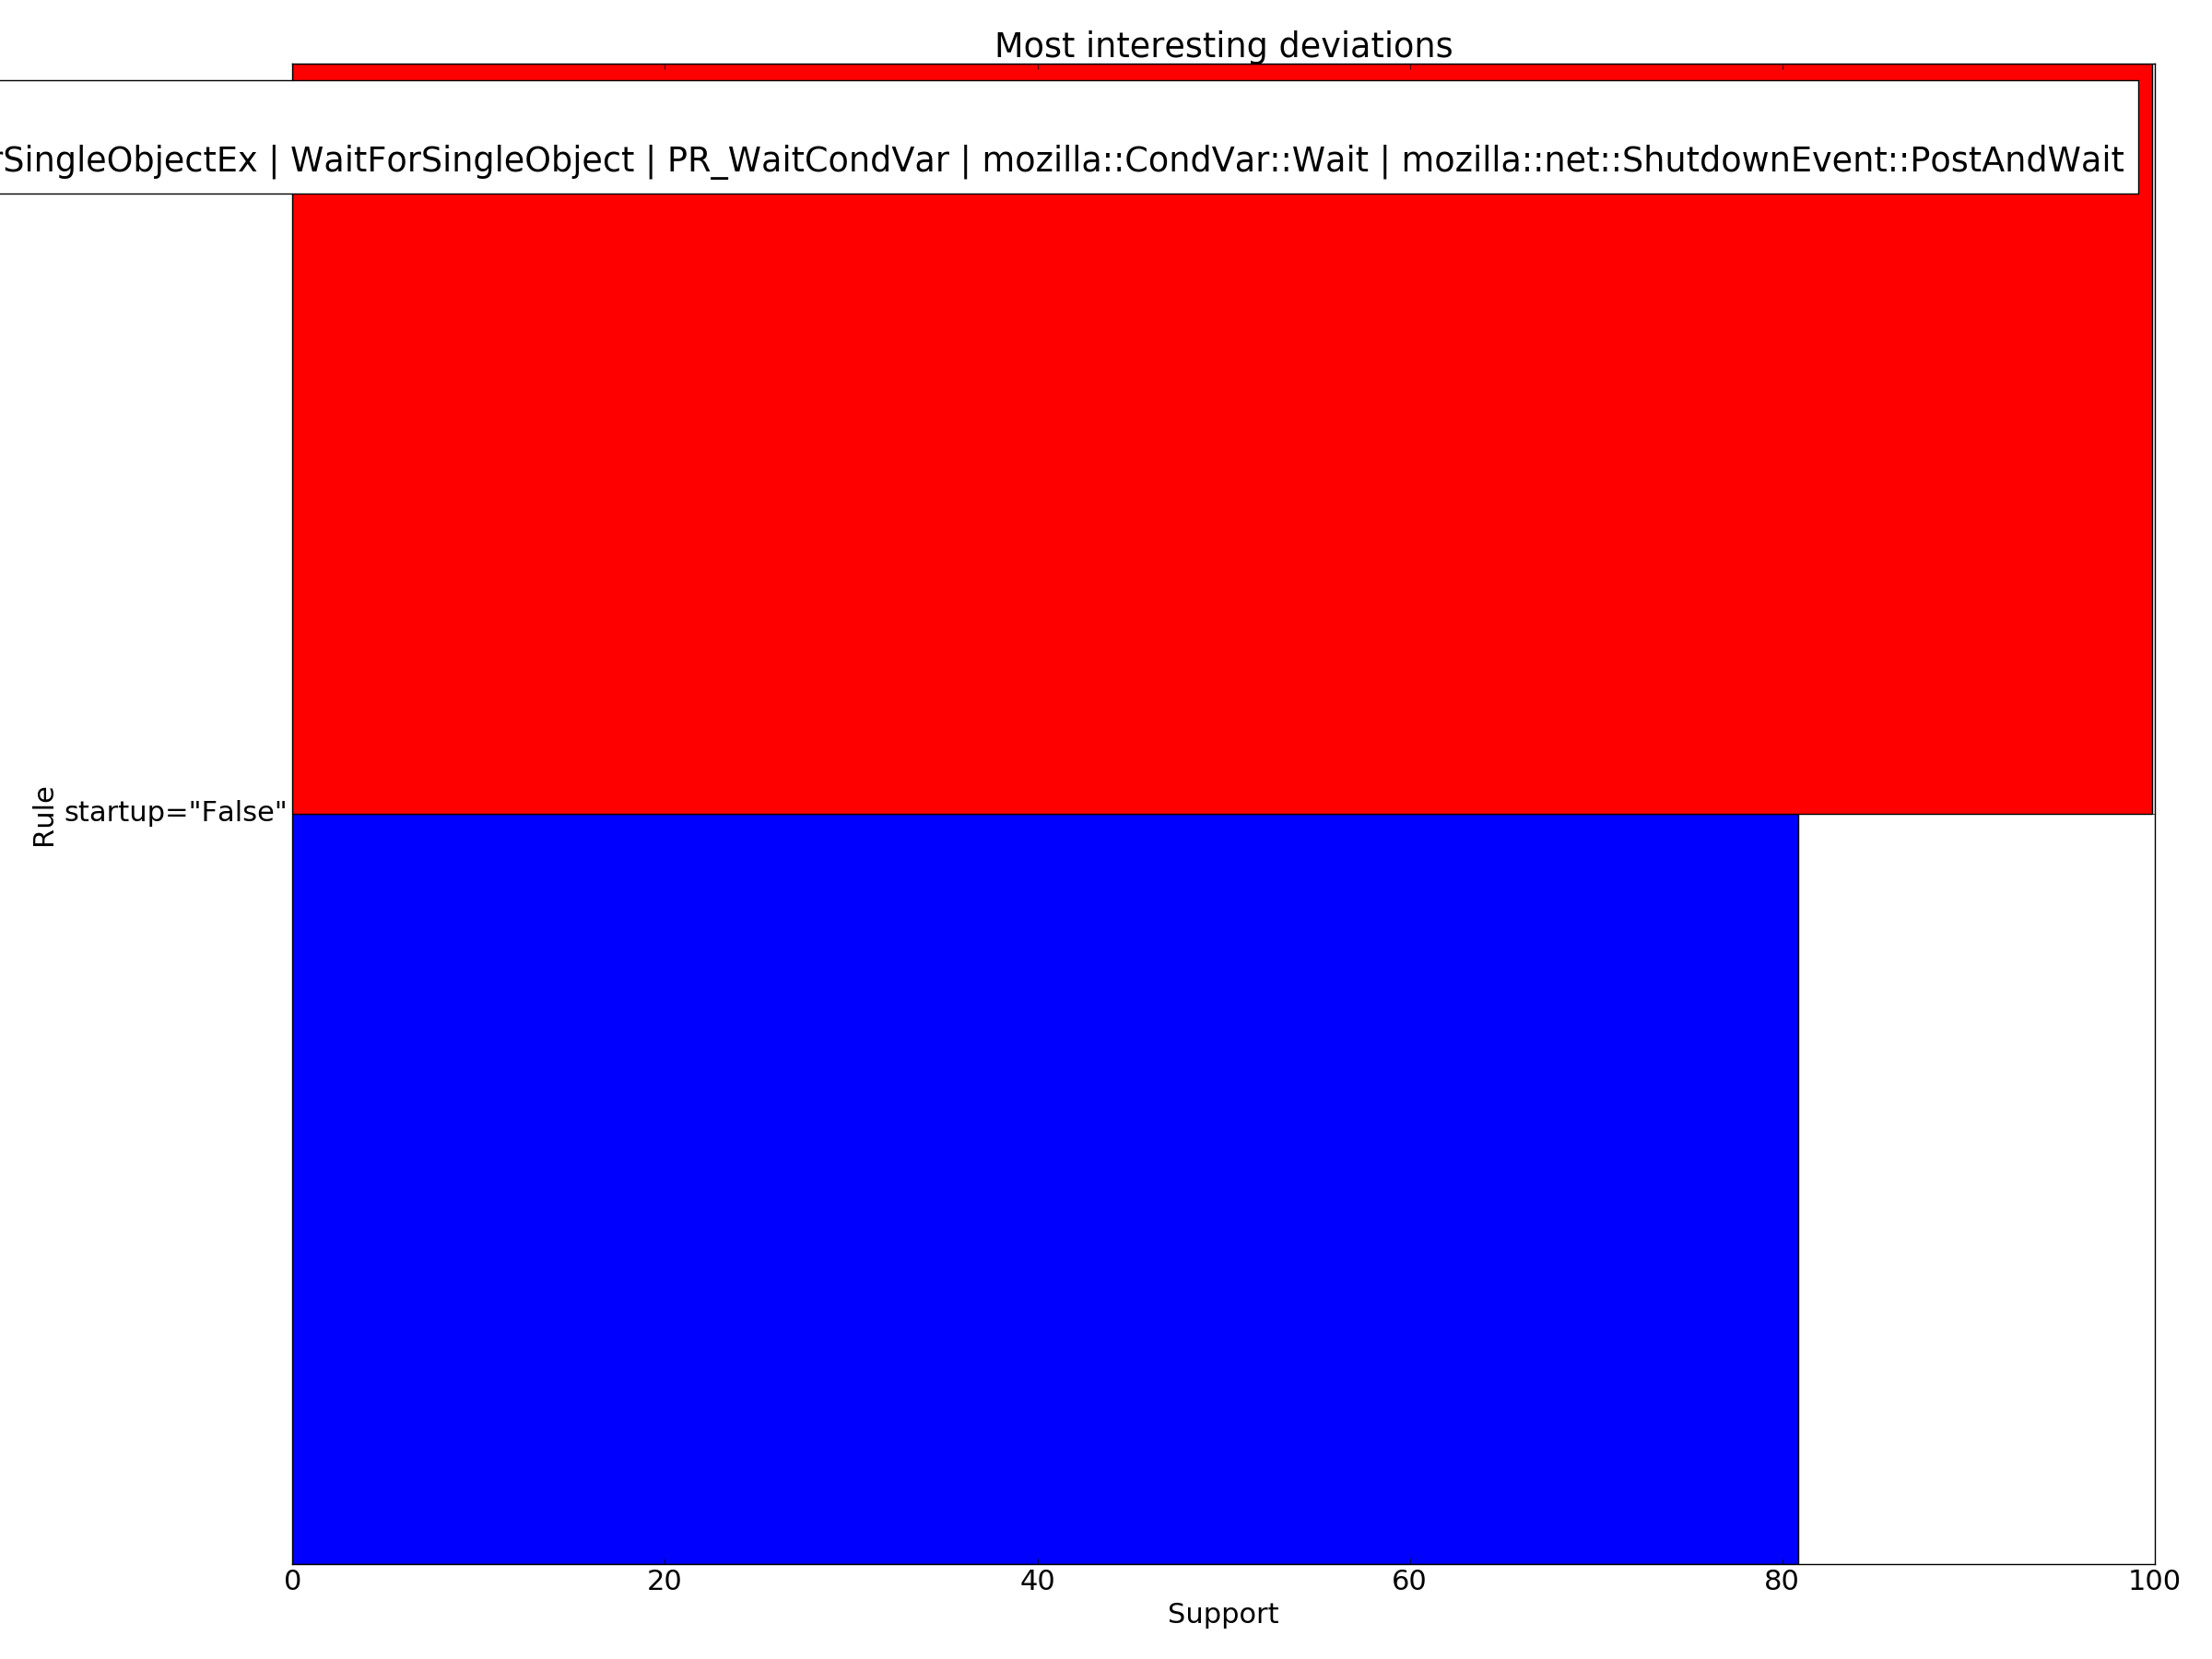 Most interesting deviations
SingleObjectEx | WaitForSingleObject | PR_WaitCondVar | mozilla::CondVar::Wait | mozilla::net::ShutdownEvent::PostAndWait
Rule
startup="False"
0 20 40 60 80 100
Support